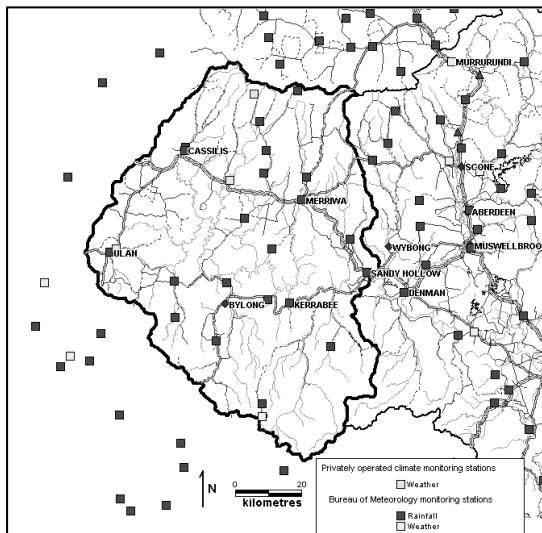 MURRURUNDI
CASSILIS
SCONE
MERRIWA
ABERDEEN
WYBONG
MUSWELLBROO
ULAN
SANDY HOLLOW
DENMAN
BYLONG
KERRABEE
Privately operated climate monitoring stations
Weather
N
0 20
kilometres
Bureau of Meteorology monitoring stations
Rainfall
Weather